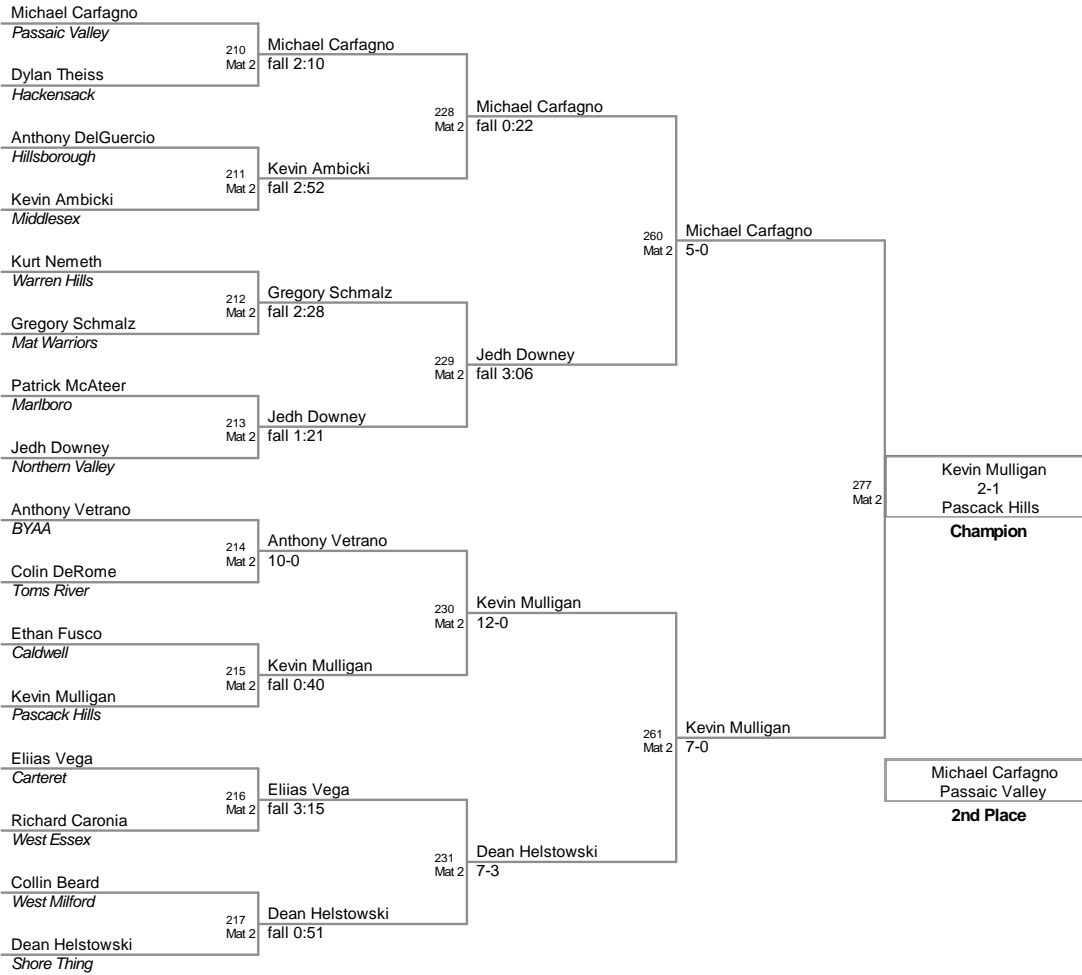 Michael Carfagno
Passaic Valley
210
Mat 2
Michael Carfagno
fall 2:10
Dylan Theiss
Hackensack
228
Mat 2
Michael Carfagno
fall 0:22
Anthony DelGuercio
Hillsborough
211
Mat 2
Kevin Ambicki
fall 2:52
Kevin Ambicki
Middlesex
260
Mat 2
Michael Carfagno
5-0
Kurt Nemeth
Warren Hills
212
Mat 2
Gregory Schmalz
fall 2:28
Gregory Schmalz
Mat Warriors
229
Mat 2
Jedh Downey
fall 3:06
Patrick McAteer
Marlboro
213
Mat 2
Jedh Downey
fall 1:21
Jedh Downey
Northern Valley
277
Mat 2
Kevin Mulligan
2-1
Pascack Hills
Champion
Anthony Vetrano
BYAA
214
Mat 2
Anthony Vetrano
10-0
Colin DeRome
Toms River
230
Mat 2
Kevin Mulligan
12-0
Ethan Fusco
Caldwell
215
Mat 2
Kevin Mulligan
fall 0:40
Kevin Mulligan
Pascack Hills
261
Mat 2
Kevin Mulligan
7-0
Eliias Vega
Carteret
216
Mat 2
Eliias Vega
fall 3:15
Michael Carfagno
Passaic Valley
2nd Place
Richard Caronia
West Essex
231
Mat 2
Dean Helstowski
7-3
Collin Beard
West Milford
217
Mat 2
Dean Helstowski
fall 0:51
Dean Helstowski
Shore Thing